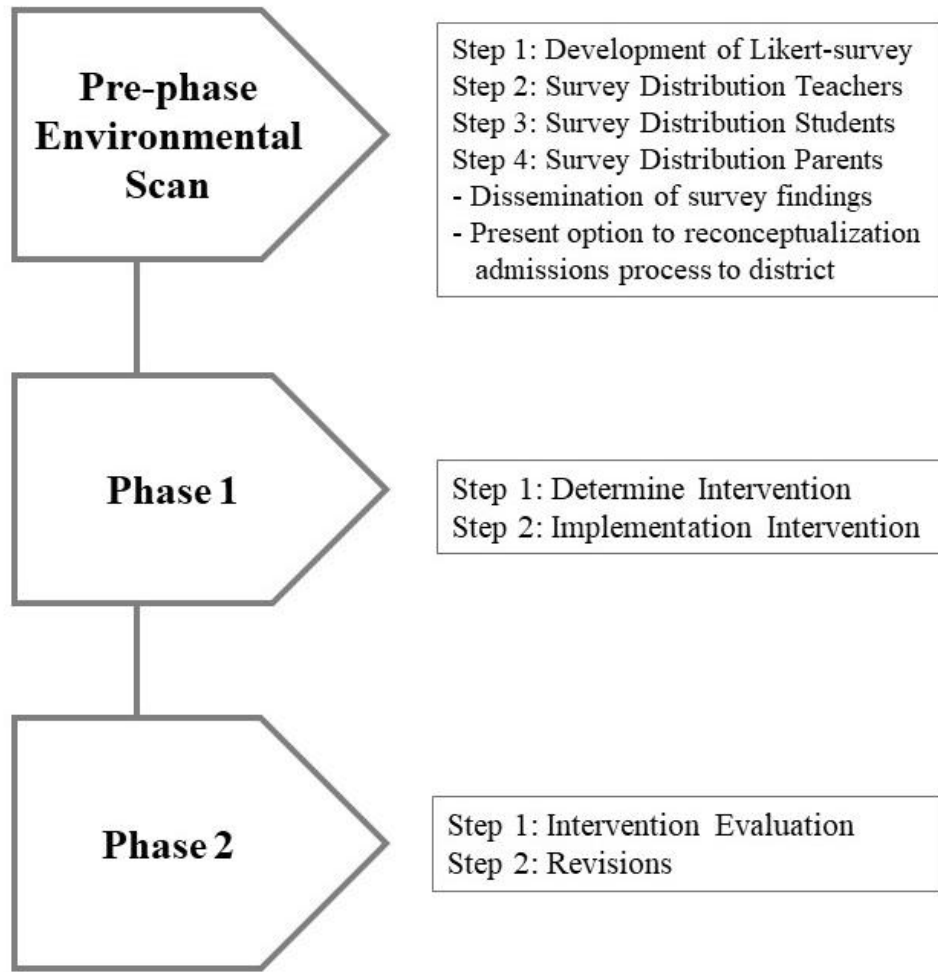 Pre-phase
Environmental
Scan
Step 1: Development of Likert-survey
Step 2: Survey Distribution Teachers
Step 3: Survey Distribution Students
Step 4: Survey Distribution Parents
- Dissemination of survey findings
- Present option to reconceptualization
admissions process to district
Phase 1
Step 1: Determine Intervention
Step 2: Implementation Intervention
Phase 2
Step 1: Intervention Evaluation
Step 2: Revisions